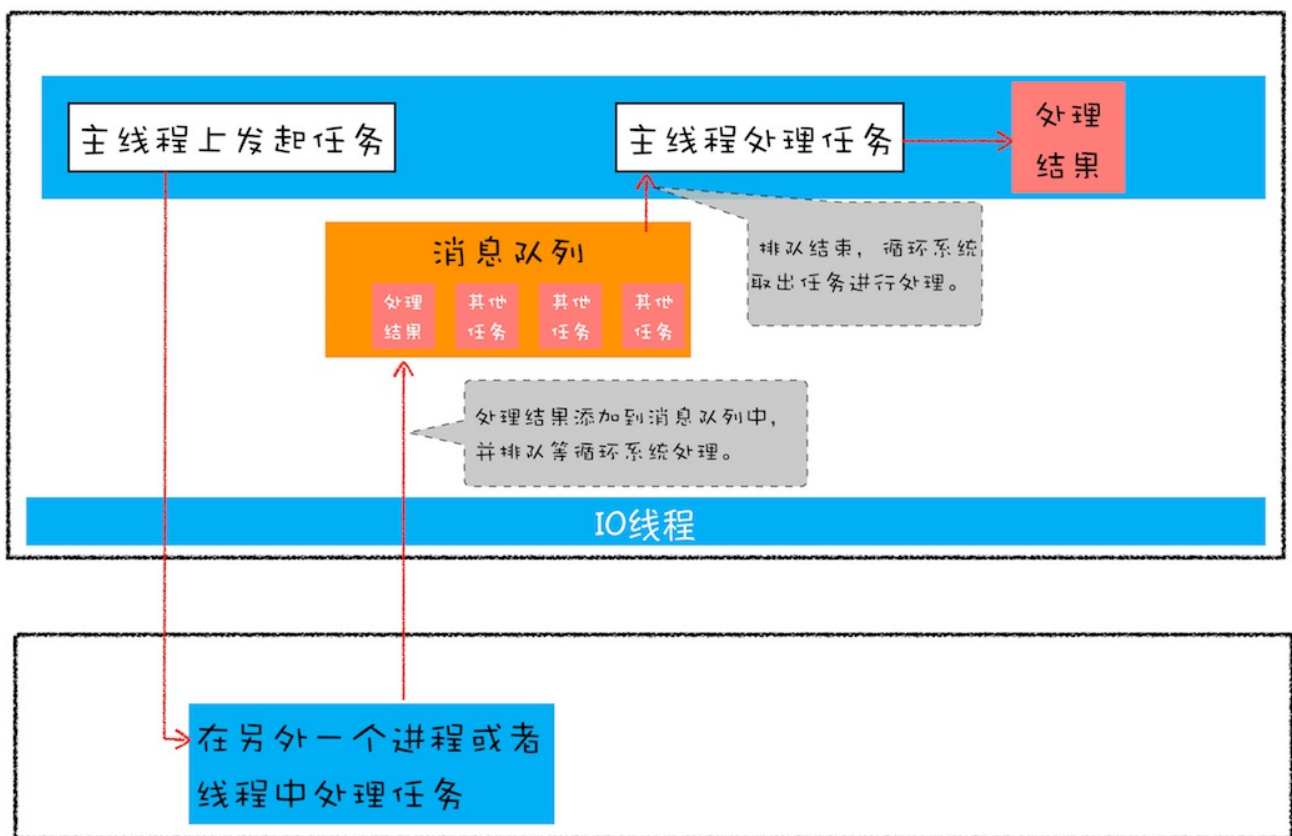 主线程上发起任务
主线程处理任务
处理
结果
消息队列
处理
结果
其他
任务
其他
任务
其他
任务
排队结束，循环系统
取出任务进行处理。
处理结果添加到消息队列中，
并排队等循环系统处理。
IO线程
在另外一个进程或者
线程中处理任务